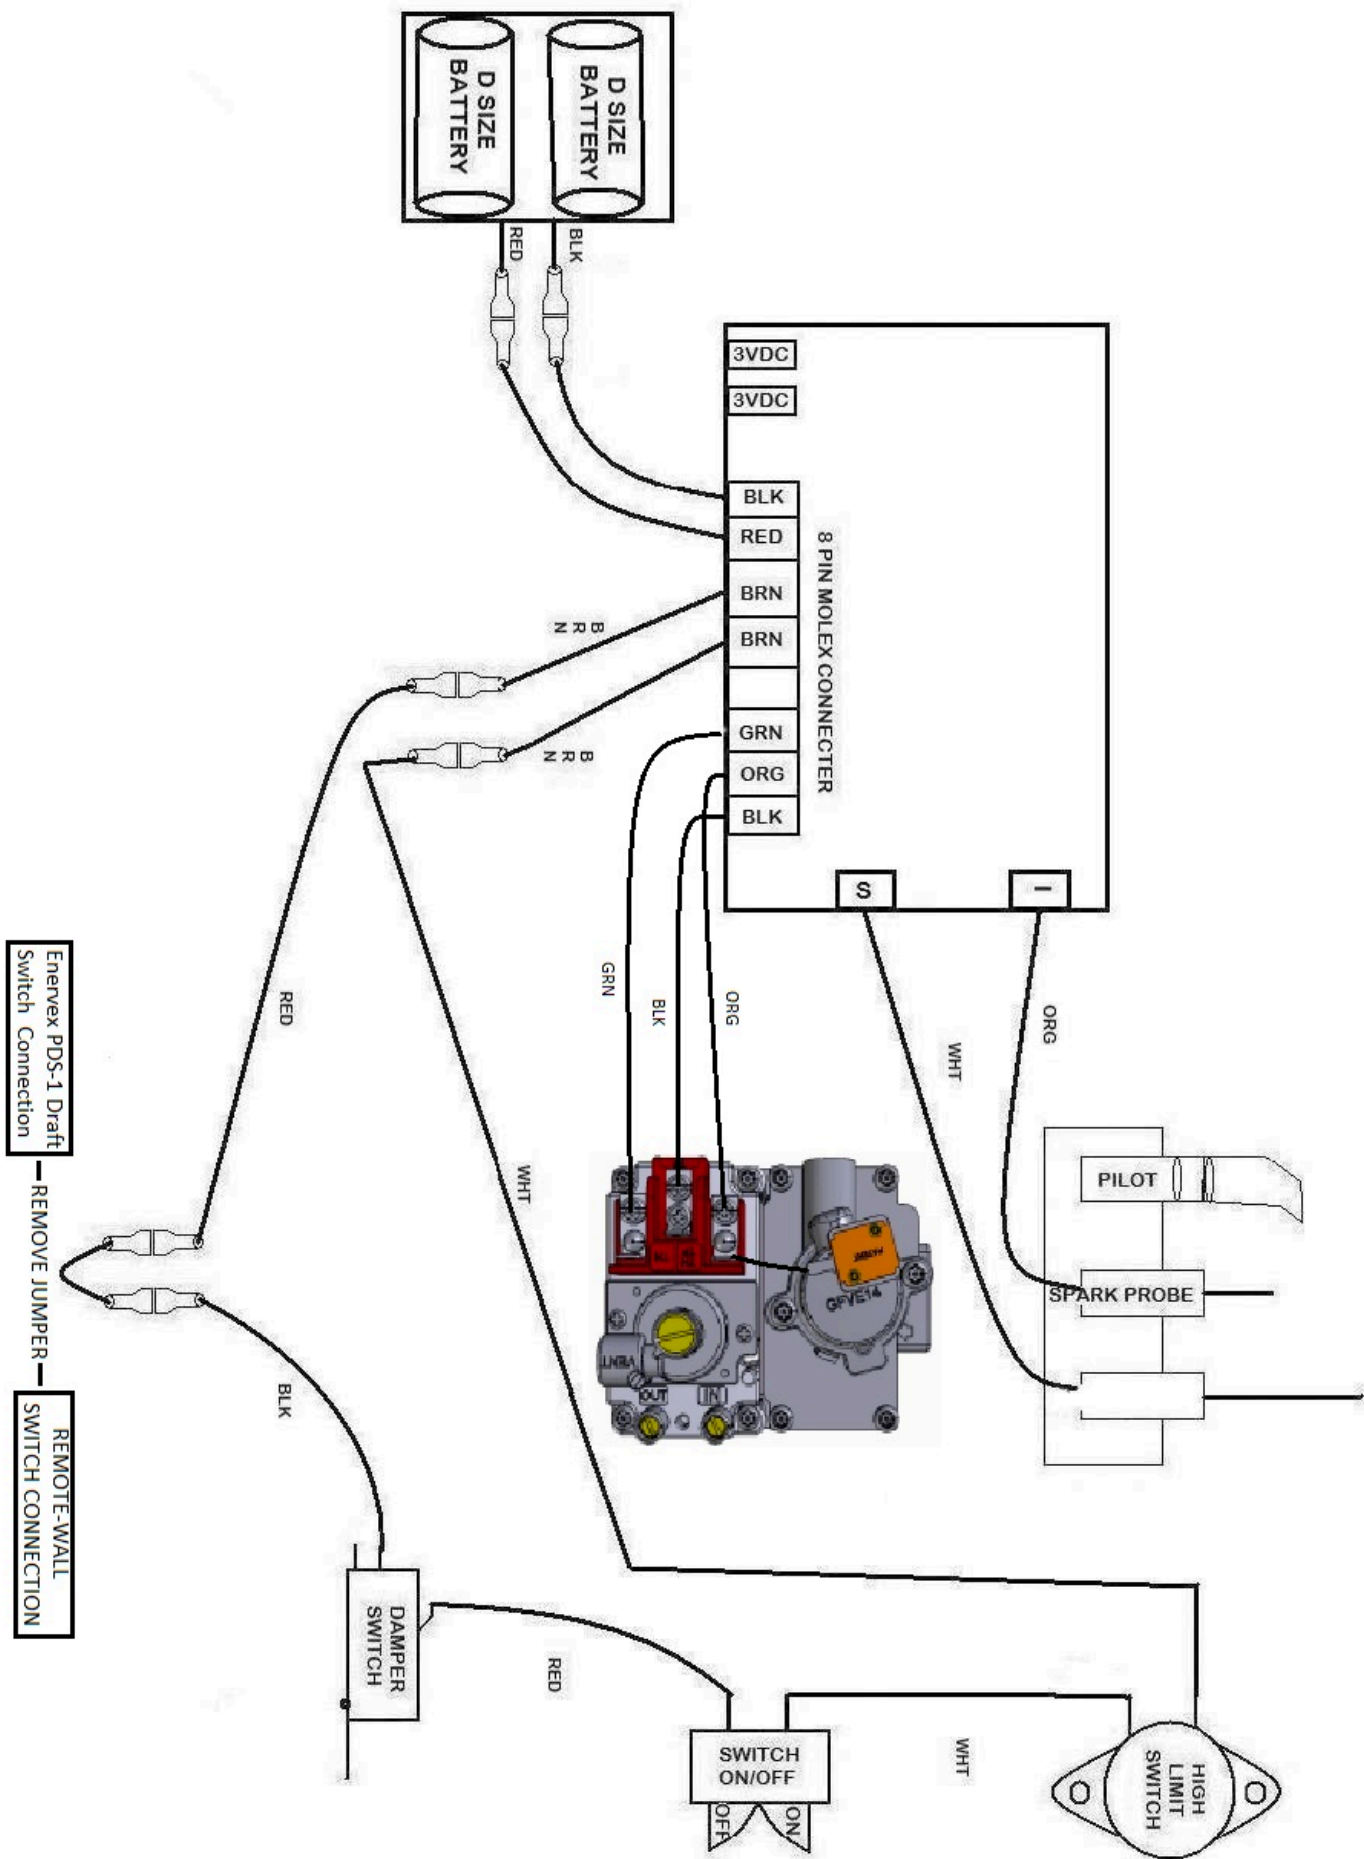 D SIZE
BATTERY
D SIZE
BATTERY
RED
BLK
3VDC
3VDC
BLK
RED
BRN
BRN
GRN
ORG
BLK
8 PIN MOLEX CONNECTER
S
I
B
R
N
B
R
N
GRN
BLK
ORG
WHT
ORG
RED
WHT
PILOT
SPARK PROBE
GFVE14
VENT
OUT
IN
Enervex PDS-1 Draft
Switch Connection
REMOVE JUMPER
REMOTE-WALL
SWITCH CONNECTION
BLK
DAMPER
SWITCH
RED
SWITCH
ON/OFF
OFF
ON
WHT
HIGH
LIMIT
SWITCH